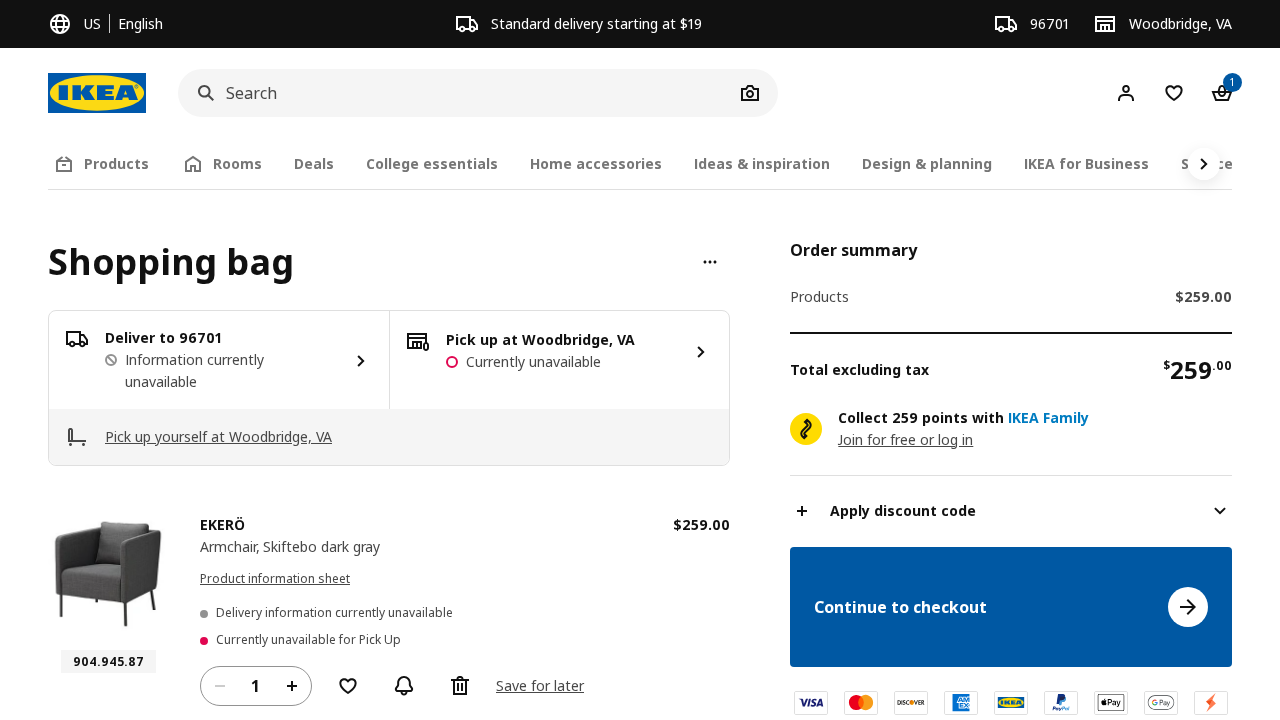 US English
Standard delivery starting at $19
96701
Woodbridge, VA
IKEA
Search
1
Products
Rooms
Deals
College essentials
Home accessories
Ideas & inspiration
Design & planning
IKEA for Business
Shopping bag
Deliver to 96701
Information currently
unavailable
Pick up at Woodbridge, VA
Currently unavailable
Pick up yourself at Woodbridge, VA
EKERÖ
$259.00
Armchair, Skiftebo dark gray
Product information sheet
Delivery information currently unavailable
Currently unavailable for Pick Up
904.945.87
1
Save for later
Order summary
Products $259.00
Total excluding tax $259.00
Collect 259 points with IKEA Family
Join for free or log in
Apply discount code
Continue to checkout
VISA
DISCOVER
AMEX
IKEA
PayPal
Pay
G Pay